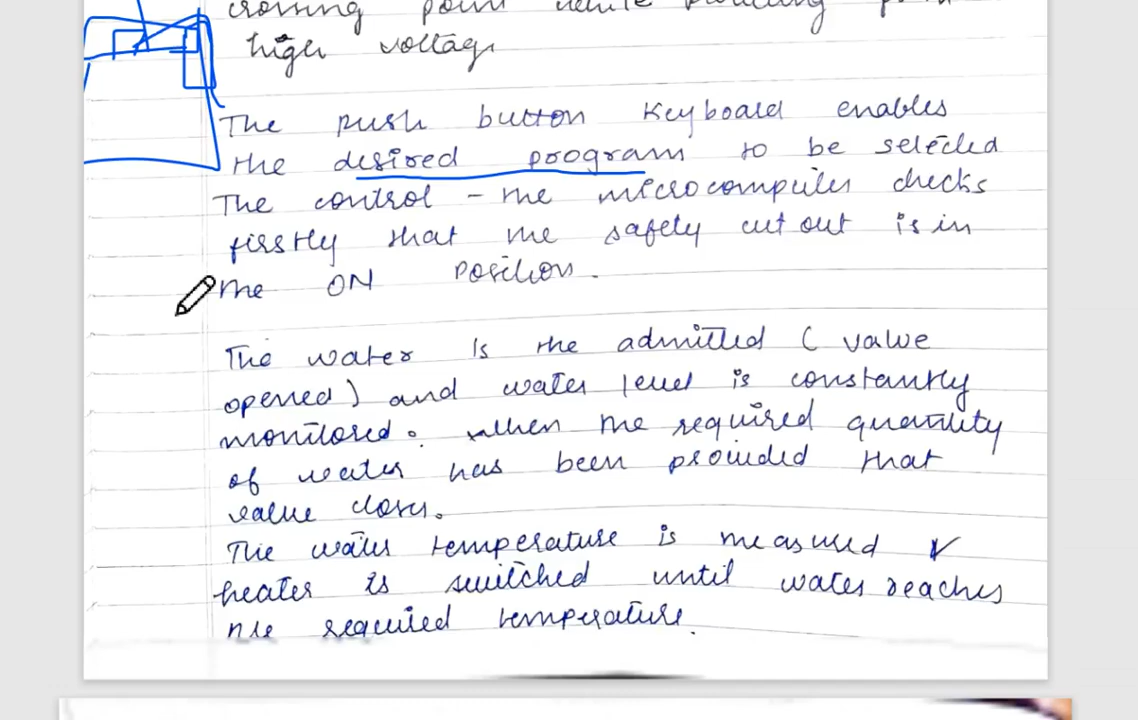 high voltage
The push button Keyboard enables
the desired program to be selected
The control - the microcomputer checks
firstly that the safety cut out is in
the ON Position.
The water is the admitted ( valve
opened ) and water level is constantly
monitored. When the required quantity
of water has been provided that
value closes.
The water temperature is measured &
heater is switched until water reaches
the required temperature.